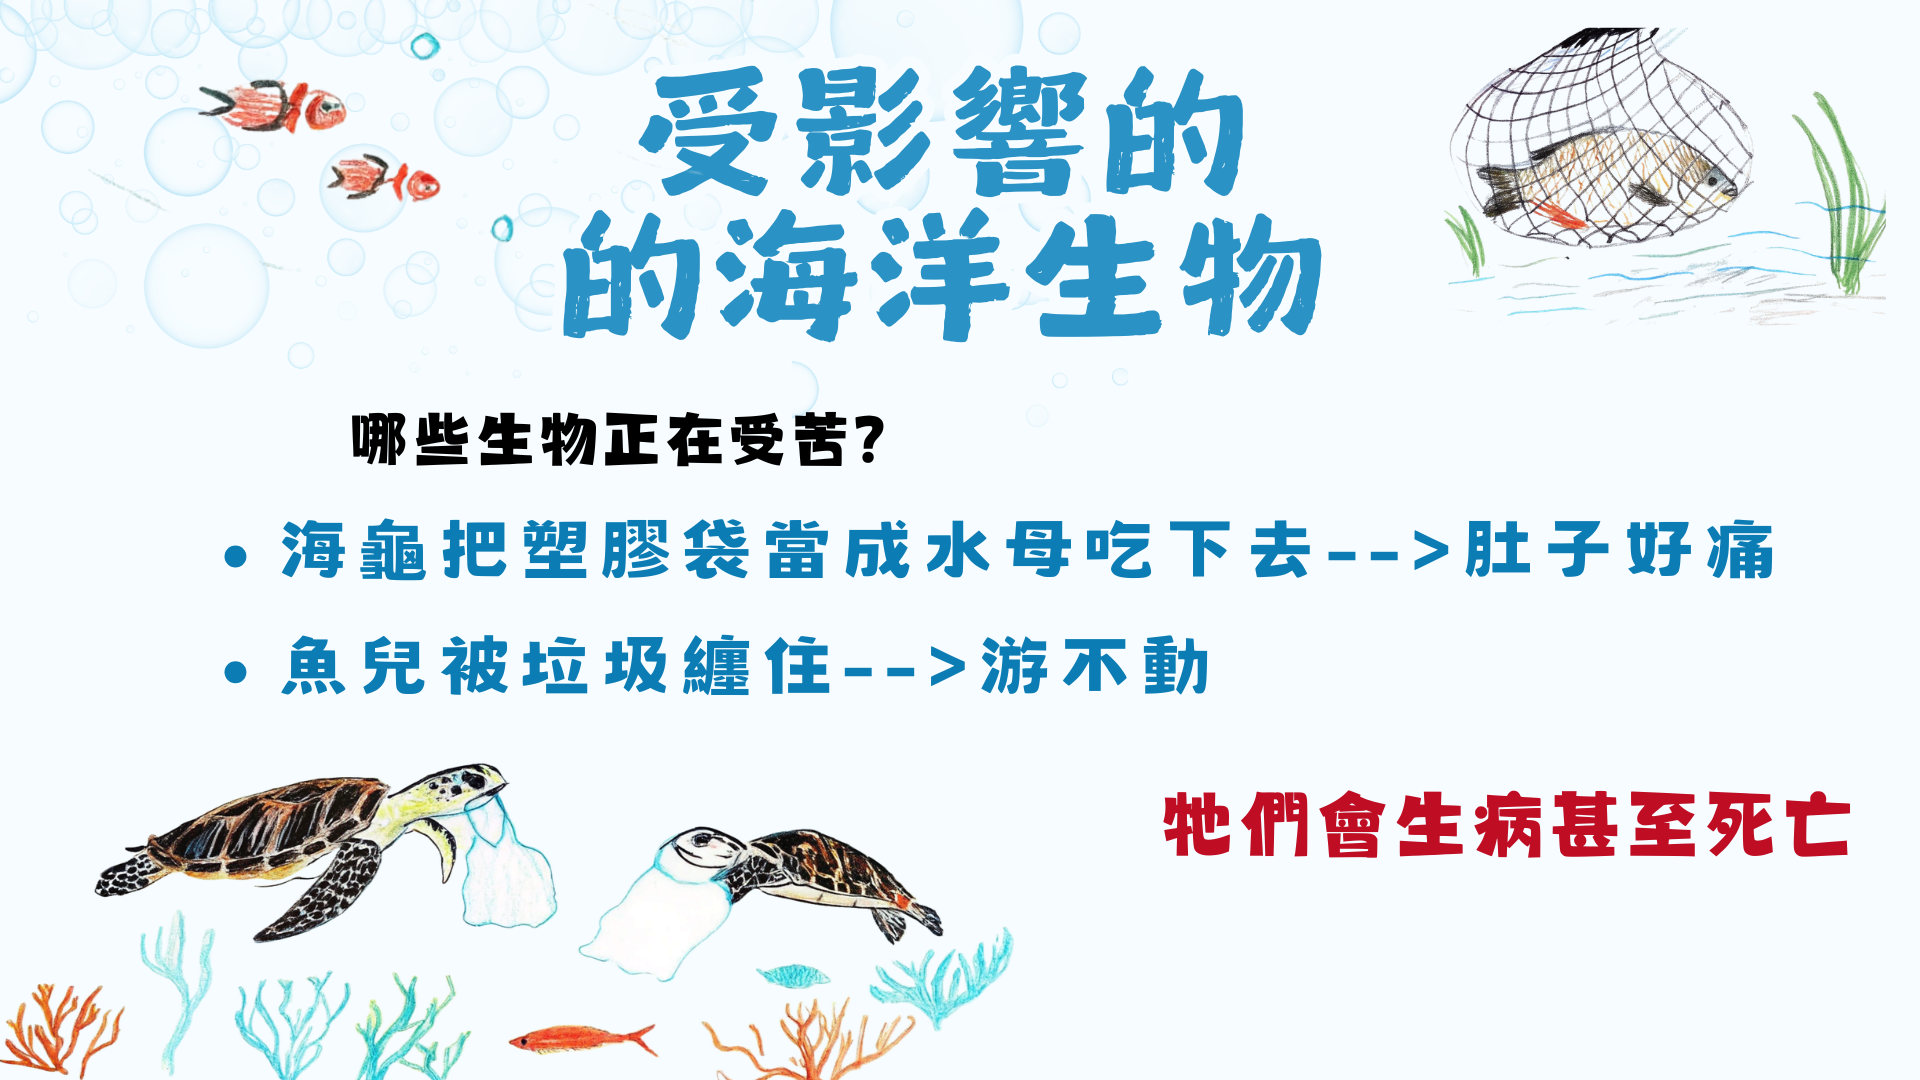 受影響的
的海洋生物
哪些生物正在受苦?
• 海龜把塑膠袋當成水母吃下去-->肚子好痛
• 魚兒被垃圾纏住-->游不動
牠們會生病甚至死亡